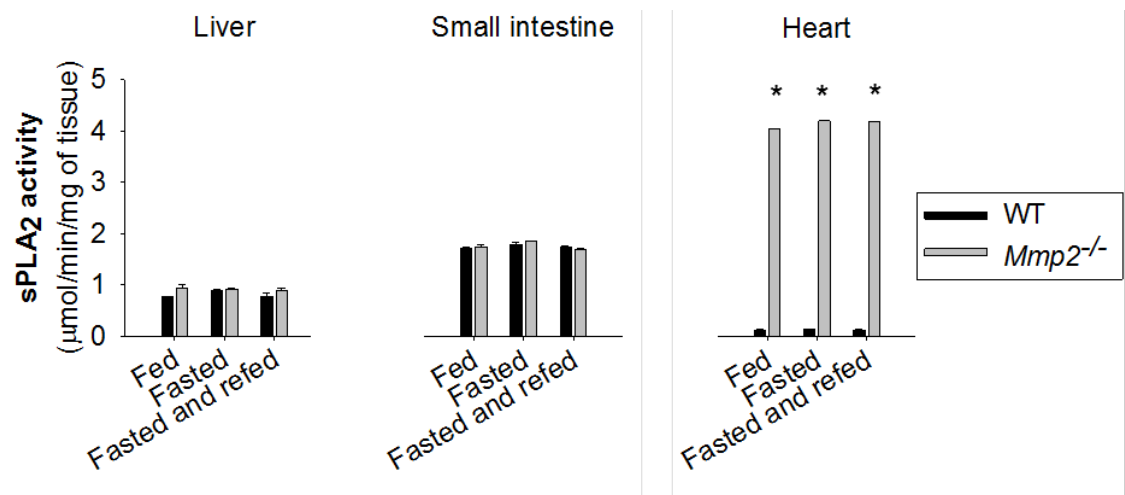 Liver
Small intestine
Heart
sPLA2 activity
(µmol/min/mg of tissue)
5
4
3
2
1
0
* * *
Fed
Fasted
Fasted and refed
Fed
Fasted
Fasted and refed
Fed
Fasted
Fasted and refed
WT
Mmp2-/-